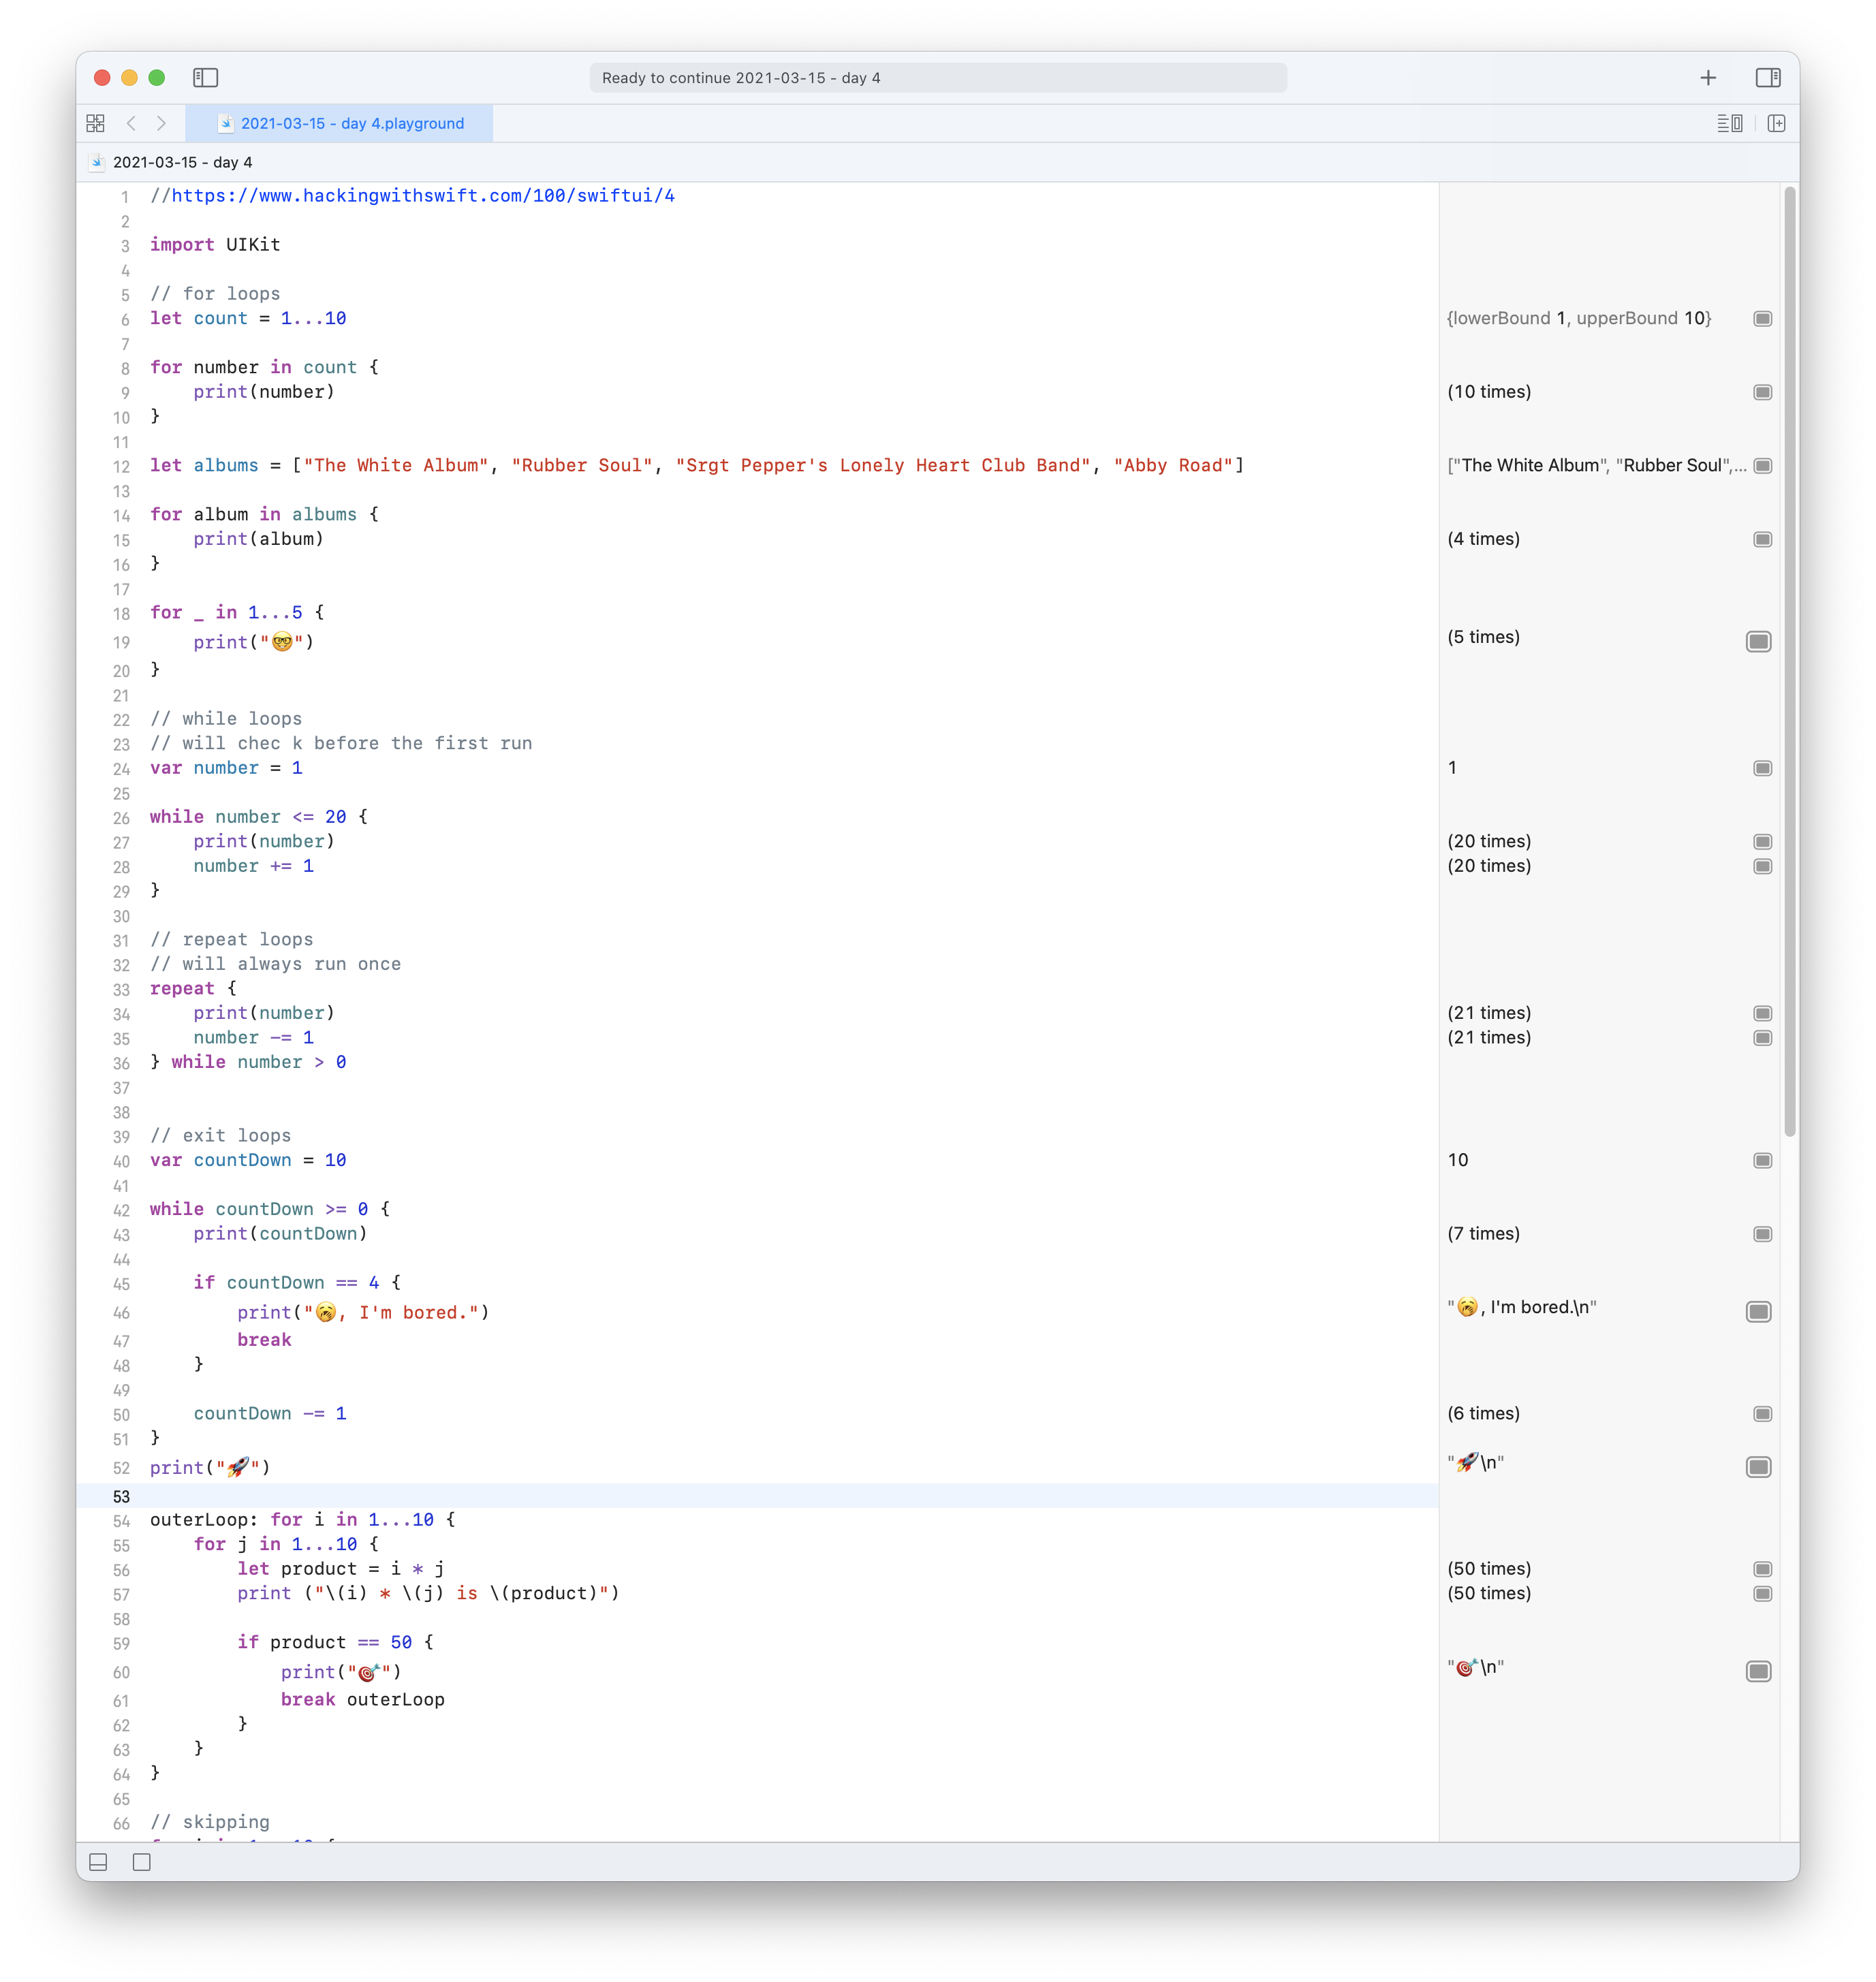 Ready to continue 2021-03-15 - day 4
2021-03-15 - day 4.playground
2021-03-15 - day 4
1 //https://www.hackingwithswift.com/100/swiftui/4
2
3 import UIKit
4
5 // for loops
6 let count = 1...10 {lowerBound 1, upperBound 10}
7
8 for number in count {
9     print(number) (10 times)
10 }
11
12 let albums = ["The White Album", "Rubber Soul", "Srgt Pepper's Lonely Heart Club Band", "Abby Road"] ["The White Album", "Rubber Soul",...
13
14 for album in albums {
15     print(album) (4 times)
16 }
17
18 for _ in 1...5 {
19     print("🤓") (5 times)
20 }
21
22 // while loops
23 // will chec k before the first run
24 var number = 1 1
25
26 while number <= 20 {
27     print(number) (20 times)
28     number += 1 (20 times)
29 }
30
31 // repeat loops
32 // will always run once
33 repeat {
34     print(number) (21 times)
35     number -= 1 (21 times)
36 } while number > 0
37
38
39 // exit loops
40 var countDown = 10 10
41
42 while countDown >= 0 {
43     print(countDown) (7 times)
44
45     if countDown == 4 {
46         print("🥱, I'm bored.") "🥱, I'm bored.\n"
47         break
48     }
49
50     countDown -= 1 (6 times)
51 }
52 print("🚀") "🚀\n"
53
54 outerLoop: for i in 1...10 {
55     for j in 1...10 {
56         let product = i * j (50 times)
57         print ("\(i) * \(j) is \(product)") (50 times)
58
59         if product == 50 {
60             print("🎯") "🎯\n"
61             break outerLoop
62         }
63     }
64 }
65
66 // skipping